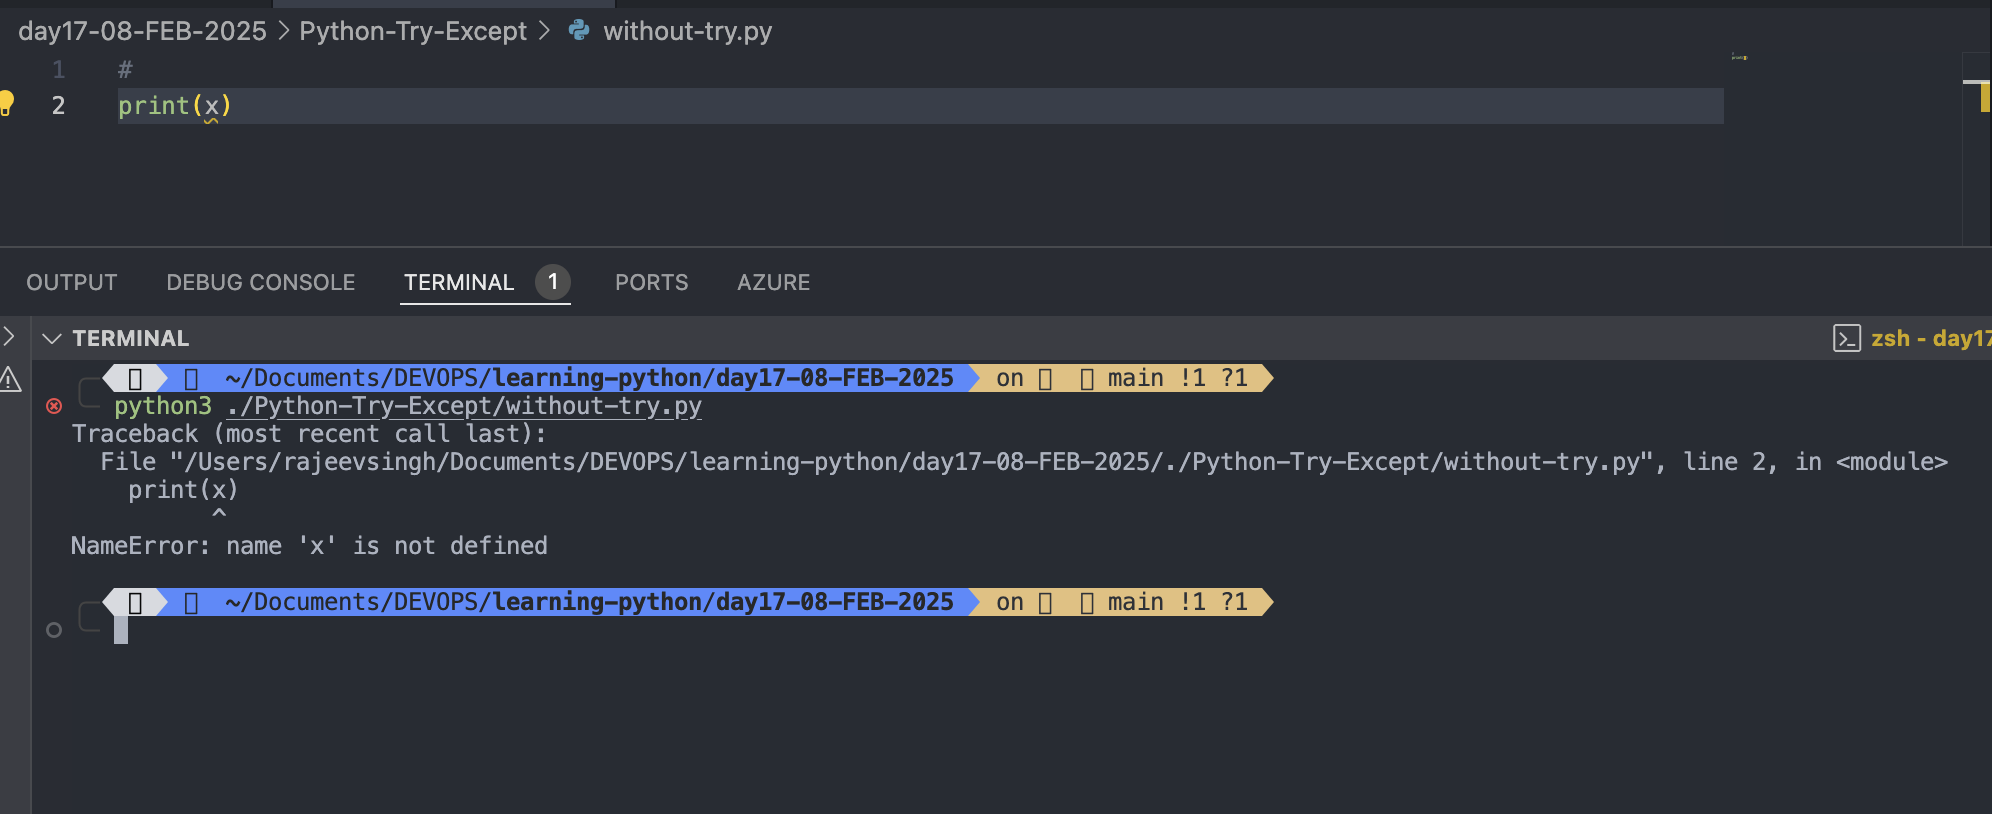 day17-08-FEB-2025 > Python-Try-Except > without-try.py
1 #
2 print(x)
OUTPUT DEBUG CONSOLE TERMINAL 1 PORTS AZURE
TERMINAL zsh - day17
~/Documents/DEVOPS/learning-python/day17-08-FEB-2025 on main !1 ?1
python3 ./Python-Try-Except/without-try.py
Traceback (most recent call last):
File "/Users/rajeevsingh/Documents/DEVOPS/learning-python/day17-08-FEB-2025/./Python-Try-Except/without-try.py", line 2, in <module>
print(x)
^
NameError: name 'x' is not defined
~/Documents/DEVOPS/learning-python/day17-08-FEB-2025 on main !1 ?1